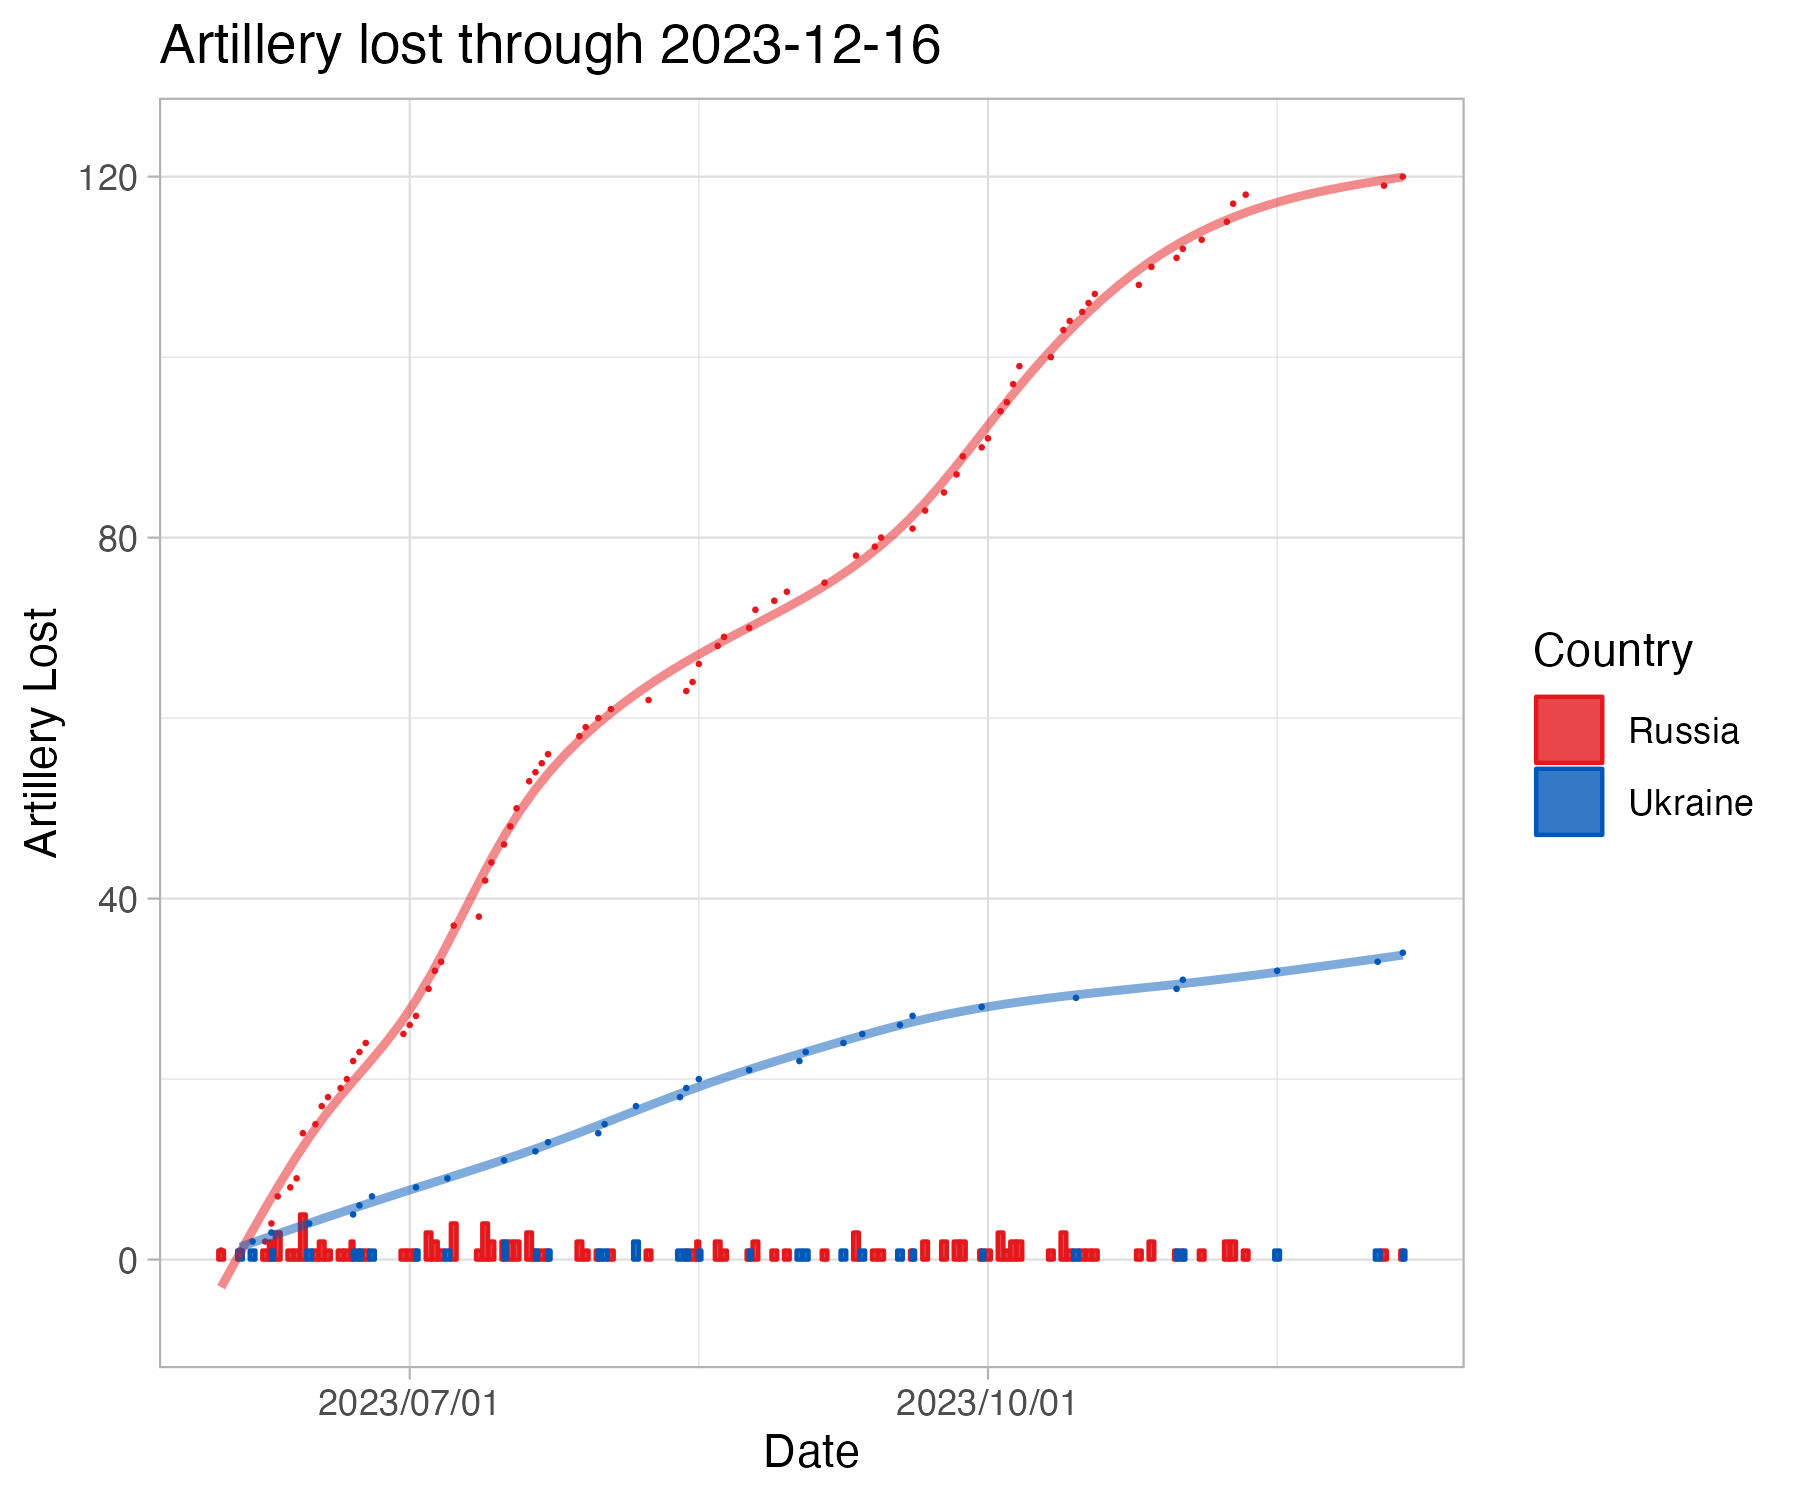 Artillery lost through 2023-12-16
120
80
40
0
Artillery Lost
2023/07/01
2023/10/01
Date
Country
Russia
Ukraine